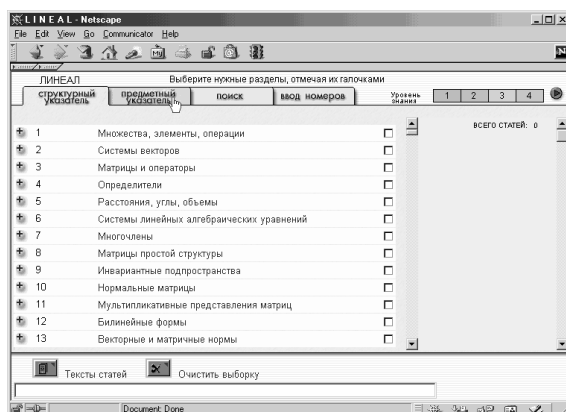 LINEAL - Netscape
File Edit View Go Communicator Help
My
N
ЛИНЕАЛ Выберите нужные разделы, отмечая их галочками
структурный указатель предметный указатель поиск ввод номеров Уровень знания 1 2 3 4
ВСЕГО СТАТЕЙ: 0
1 Множества, элементы, операции
2 Системы векторов
3 Матрицы и операторы
4 Определители
5 Расстояния, углы, объемы
6 Системы линейных алгебраических уравнений
7 Многочлены
8 Матрицы простой структуры
9 Инвариантные подпространства
10 Нормальные матрицы
11 Мультипликативные представления матриц
12 Билинейные формы
13 Векторные и матричные нормы
Тексты статей Очистить выборку
Document: Done